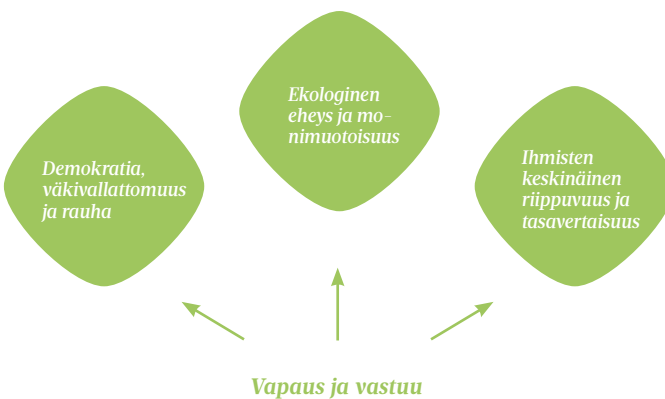 Ekologinen
eheys ja mo-
nimuotoisuus
Demokratia,
väkivallattomuus
ja rauha
Ihmisten
keskinäinen
riippuvuus ja
tasavertaisuus
Vapaus ja vastuu